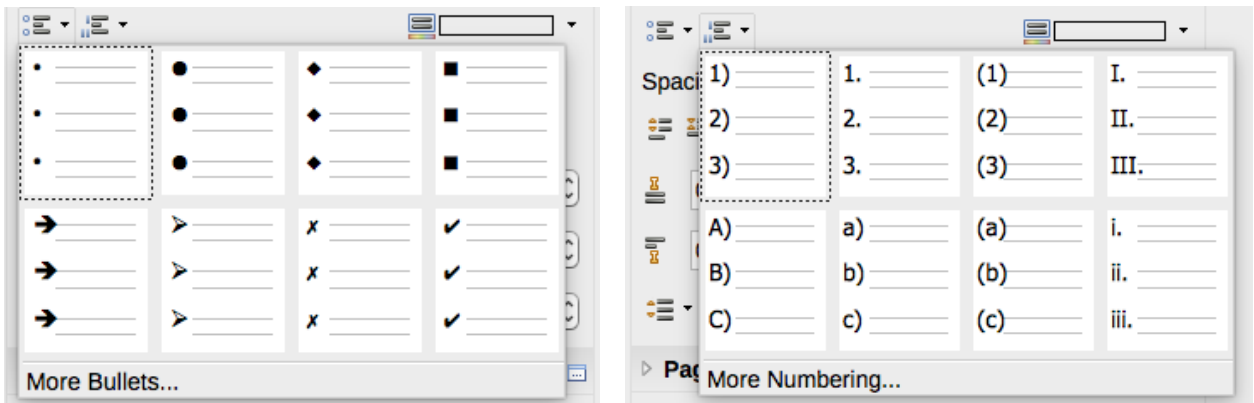 More Bullets...
Spaci
1) 1. (1) I.
2) 2. (2) II.
3) 3. (3) III.
A) a) (a) i.
B) b) (b) ii.
C) c) (c) iii.
Pag
More Numbering...